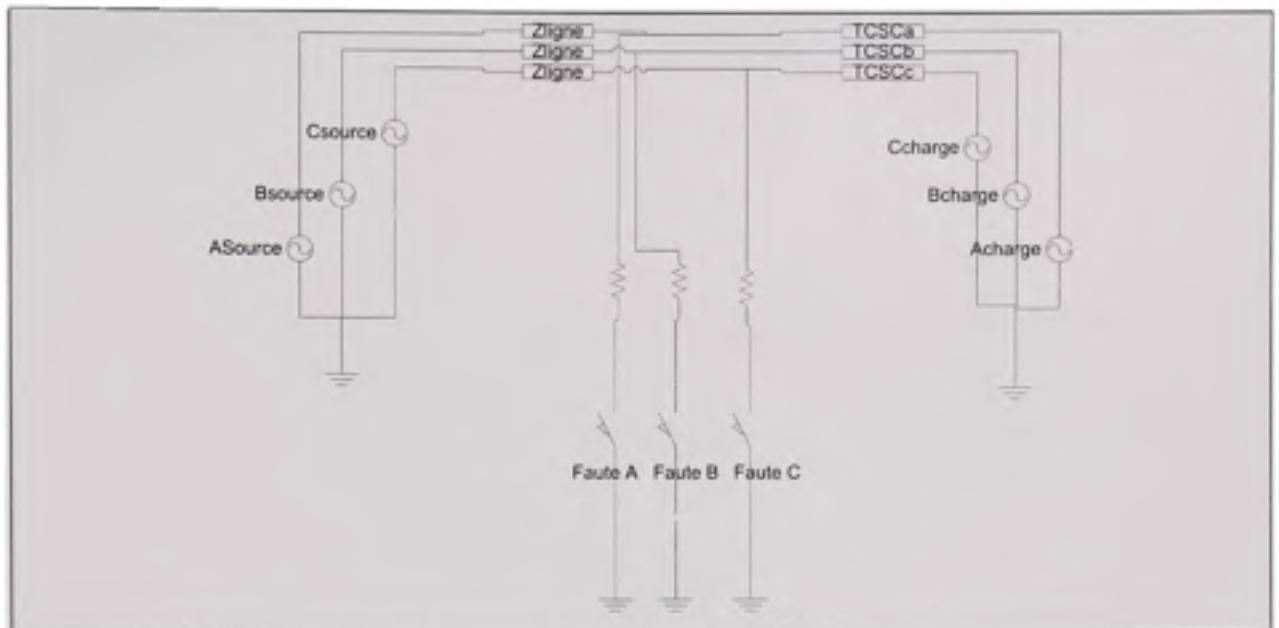 Zligne TCSCa
Zligne TCSCb
Zligne TCSCc
Csource
Ccharge
Bsource
Bcharge
ASource
Acharge
Faute A Faute B Faute C